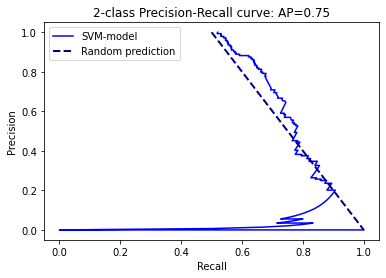 2-class Precision-Recall curve: AP=0.75
SVM-model
Random prediction
1.0
0.8
0.6
0.4
0.2
0.0
Precision
0.0 0.2 0.4 0.6 0.8 1.0
Recall